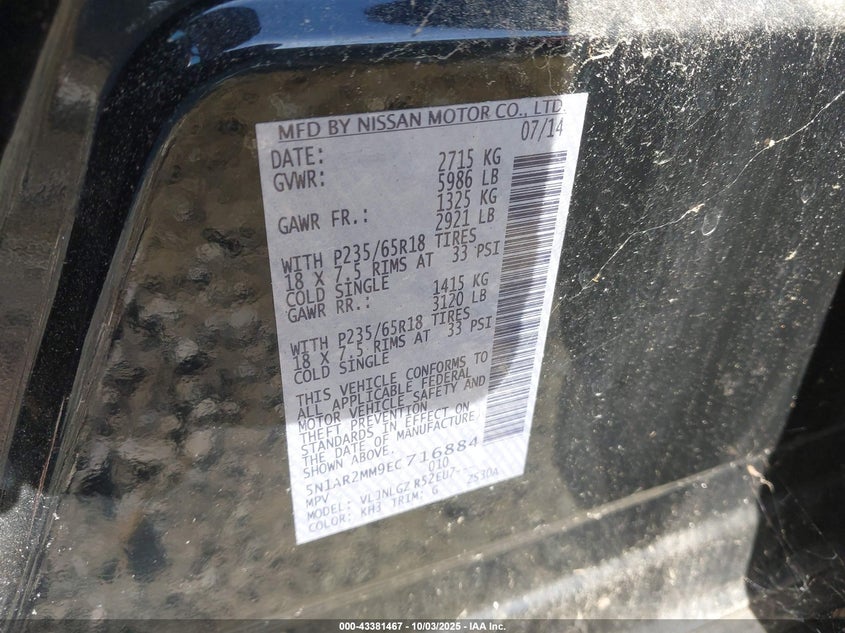 MFD BY NISSAN MOTOR CO., LTD.
DATE: 07/14
GVWR: 2715 KG
5986 LB
GAWR FR.: 1325 KG
2921 LB
WITH P235/65R18 TIRES
18 X 7.5 RIMS AT 33 PSI
COLD SINGLE
GAWR RR.: 1415 KG
3120 LB
WITH P235/65R18 TIRES
18 X 7.5 RIMS AT 33 PSI
COLD SINGLE
THIS VEHICLE CONFORMS TO
ALL APPLICABLE FEDERAL
MOTOR VEHICLE SAFETY AND
THEFT PREVENTION
STANDARDS IN EFFECT ON
THE DATE OF MANUFACTURE
SHOWN ABOVE.
5N1AR2MM9EC716884
MPV 010
MODEL: VLJNLGZ R52EU7-
COLOR: KH3 TRIM: G ZS30A
000-43381467 - 10/03/2025 - IAA Inc.